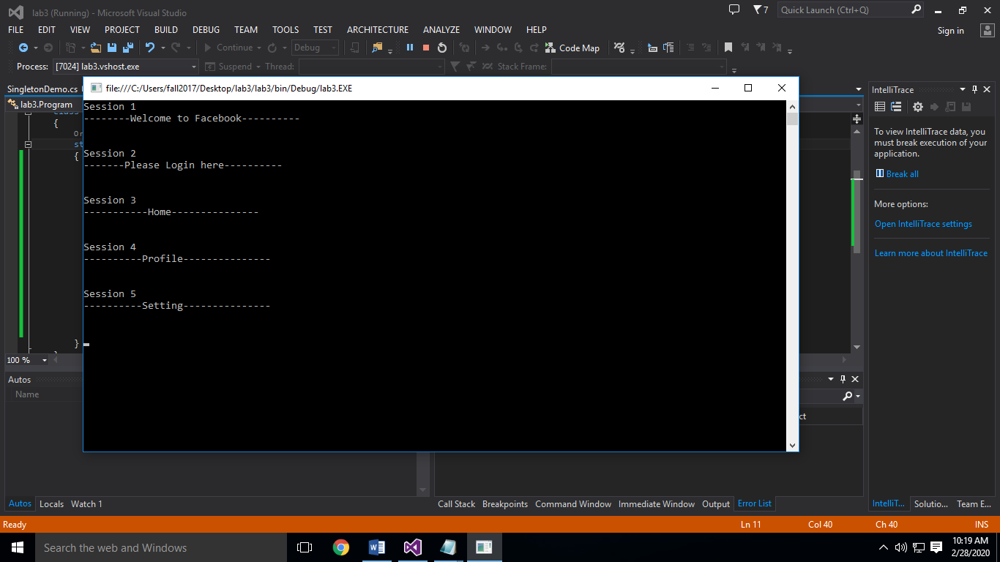 lab3 (Running) - Microsoft Visual Studio
7
Quick Launch (Ctrl+Q)
FILE EDIT VIEW PROJECT BUILD DEBUG TEAM TOOLS TEST ARCHITECTURE ANALYZE WINDOW HELP
Sign in
Continue
Debug
Code Map
Process: [7024] lab3.vshost.exe
Suspend
Thread:
Stack Frame:
SingletonDemo.cs
lab3.Program
{
st
{
}
file:///C:/Users/fall2017/Desktop/lab3/lab3/bin/Debug/lab3.EXE
Session 1
--------Welcome to Facebook----------
Session 2
-------Please Login here----------
Session 3
-----------Home---------------
Session 4
----------Profile---------------
Session 5
----------Setting---------------
100 %
Autos
Name
ct
IntelliTrace
To view IntelliTrace data, you
must break execution of your
application.
Break all
More options:
Open IntelliTrace settings
Learn more about IntelliTrace
Autos Locals Watch 1
Call Stack Breakpoints Command Window Immediate Window Output Error List
IntelliT... Solutio... Team E...
Ready
Ln 11 Col 40 Ch 40 INS
Search the web and Windows
10:19 AM
2/28/2020